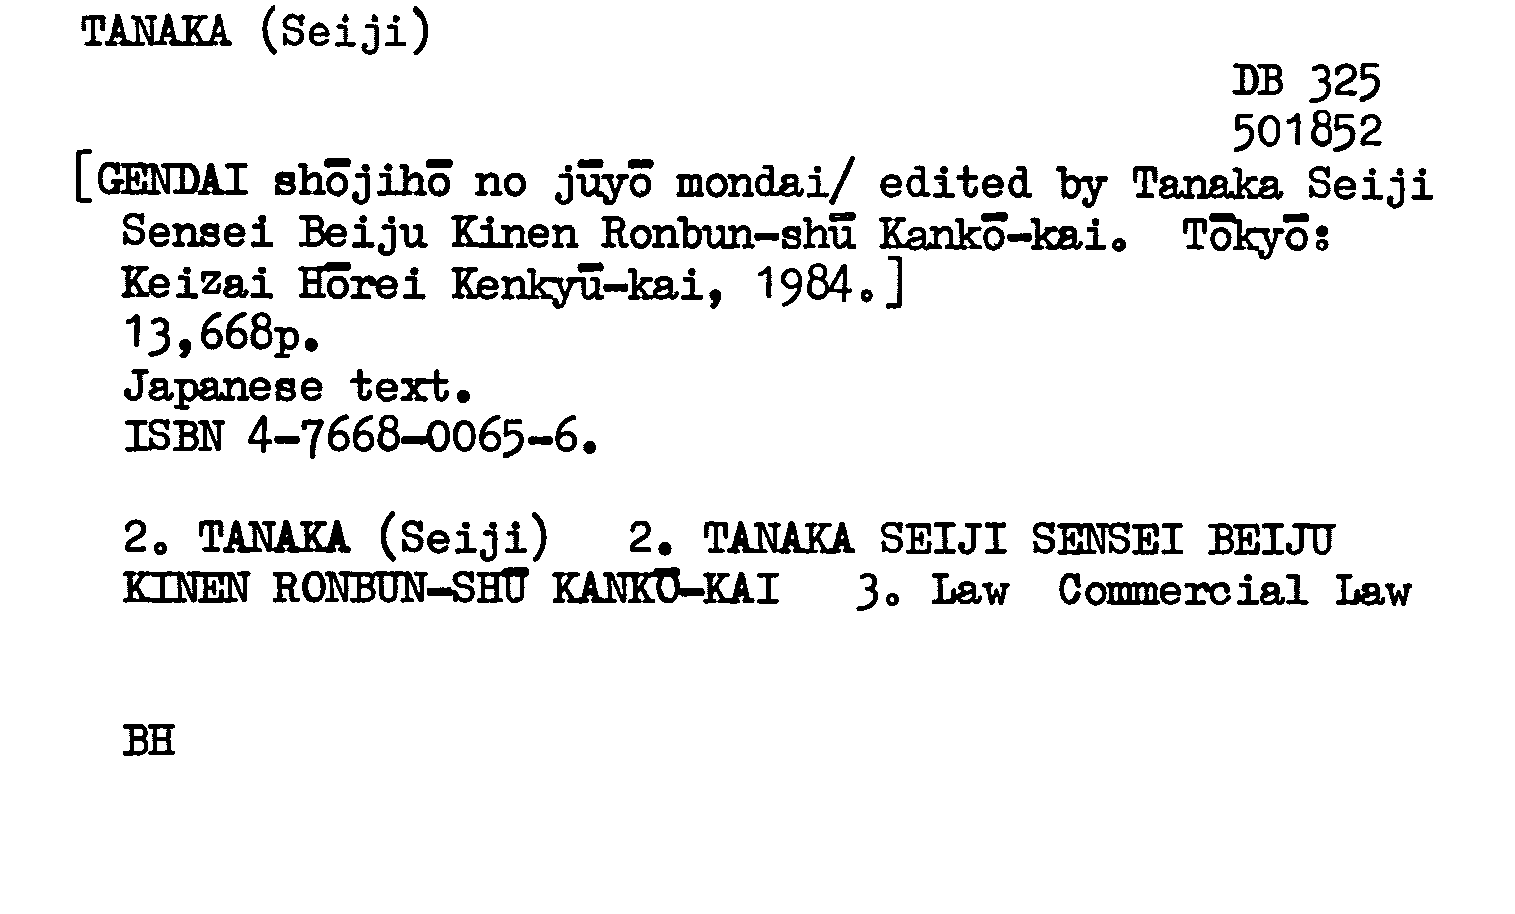 TANAKA (Seiji)
DB 325
501852
[GENDAI shōjihō no jūyō mondai/ edited by Tanaka Seiji
Sensei Beiju Kinen Ronbun-shū Kankō-kai. Tōkyō:
Keizai Hōrei Kenkyū-kai, 1984.]
13,668p.
Japanese text.
ISBN 4-7668-0065-6.
2. TANAKA (Seiji) 2. TANAKA SEIJI SENSEI BEIJU
KINEN RONBUN-SHŪ KANKŌ-KAI 3. Law Commercial Law
BH